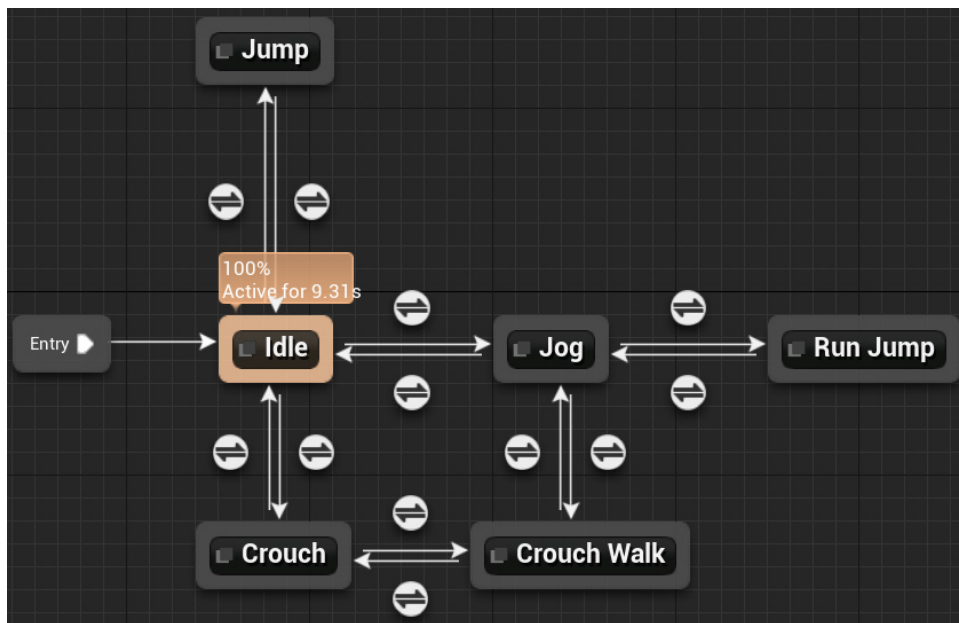 Jump
100%
Active for 9.31s
Entry
Idle
Jog
Run Jump
Crouch
Crouch Walk